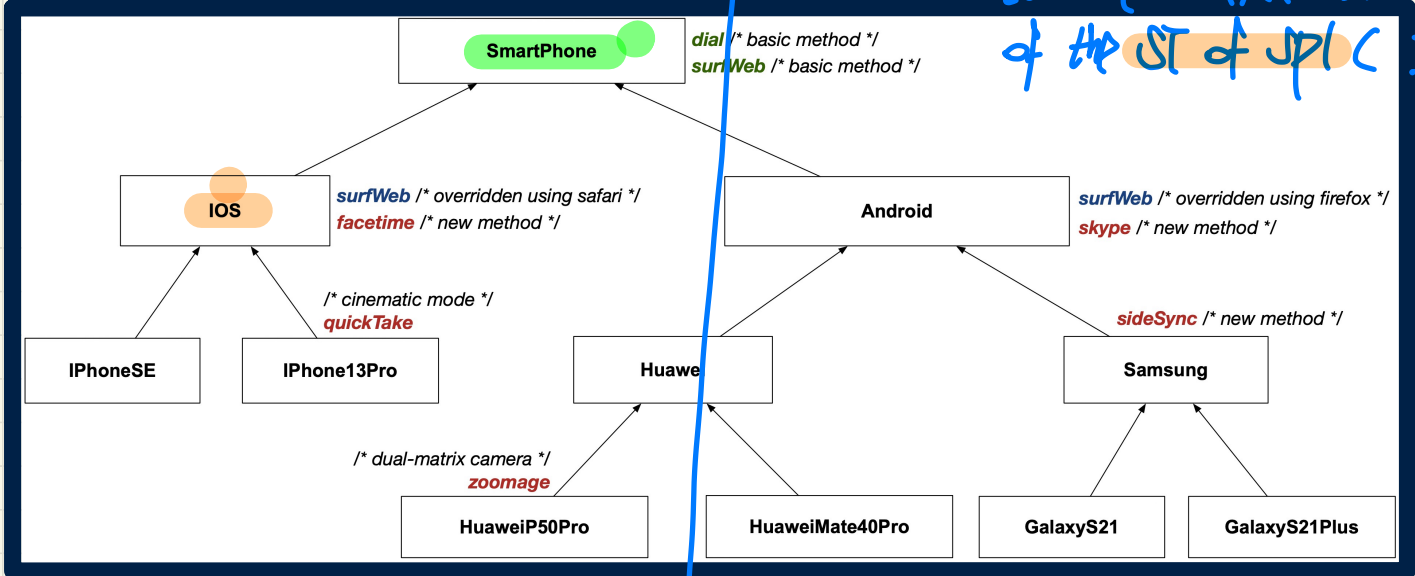 SmartPhone
dial /* basic method */
surfWeb /* basic method */
of the ST of sp1 (
IOS
surfWeb /* overridden using safari */
facetime /* new method */
Android
surfWeb /* overridden using firefox */
skype /* new method */
/* cinematic mode */
quickTake
sideSync /* new method */
IPhoneSE
IPhone13Pro
Huawe
Samsung
/* dual-matrix camera */
zoomage
HuaweiP50Pro
HuaweiMate40Pro
GalaxyS21
GalaxyS21Plus